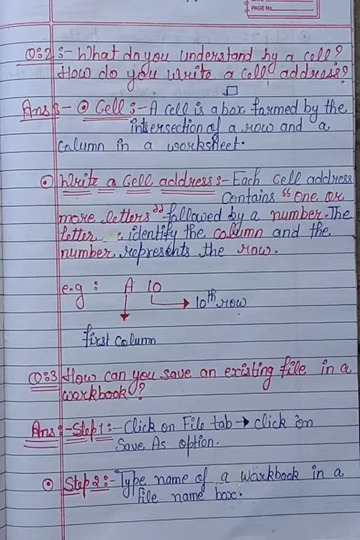 PAGE No.
Q:2:- What do you understand by a cell?
How do you write a cell address?
Ans:- ⊙ Cell:- A cell is a box formed by the
intersection of a row and a
column in a worksheet.
⊙ Write a Cell address:- Each cell address
contains "One or
more letters" followed by a number. The
letter identify the column and the
number represents the row.
e.g : A 10
10th row
first column
Q:3 How can you save an existing file in a
workbook?
Ans:- Step 1:- Click on File tab → click on
Save As option.
⊙ Step 2:- Type name of a workbook in a
file name box.